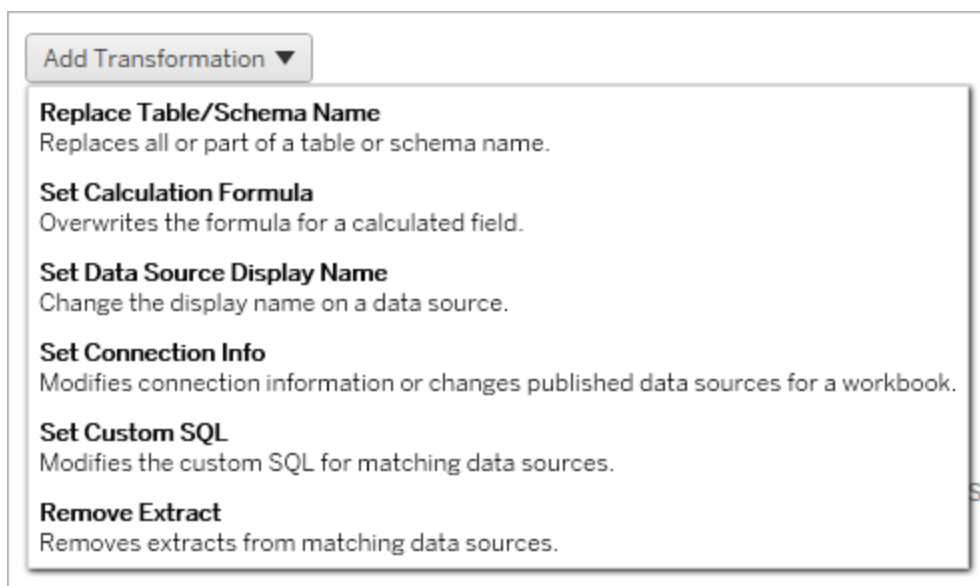 Add Transformation ▼
Replace Table/Schema Name
Replaces all or part of a table or schema name.
Set Calculation Formula
Overwrites the formula for a calculated field.
Set Data Source Display Name
Change the display name on a data source.
Set Connection Info
Modifies connection information or changes published data sources for a workbook.
Set Custom SQL
Modifies the custom SQL for matching data sources.
Remove Extract
Removes extracts from matching data sources.